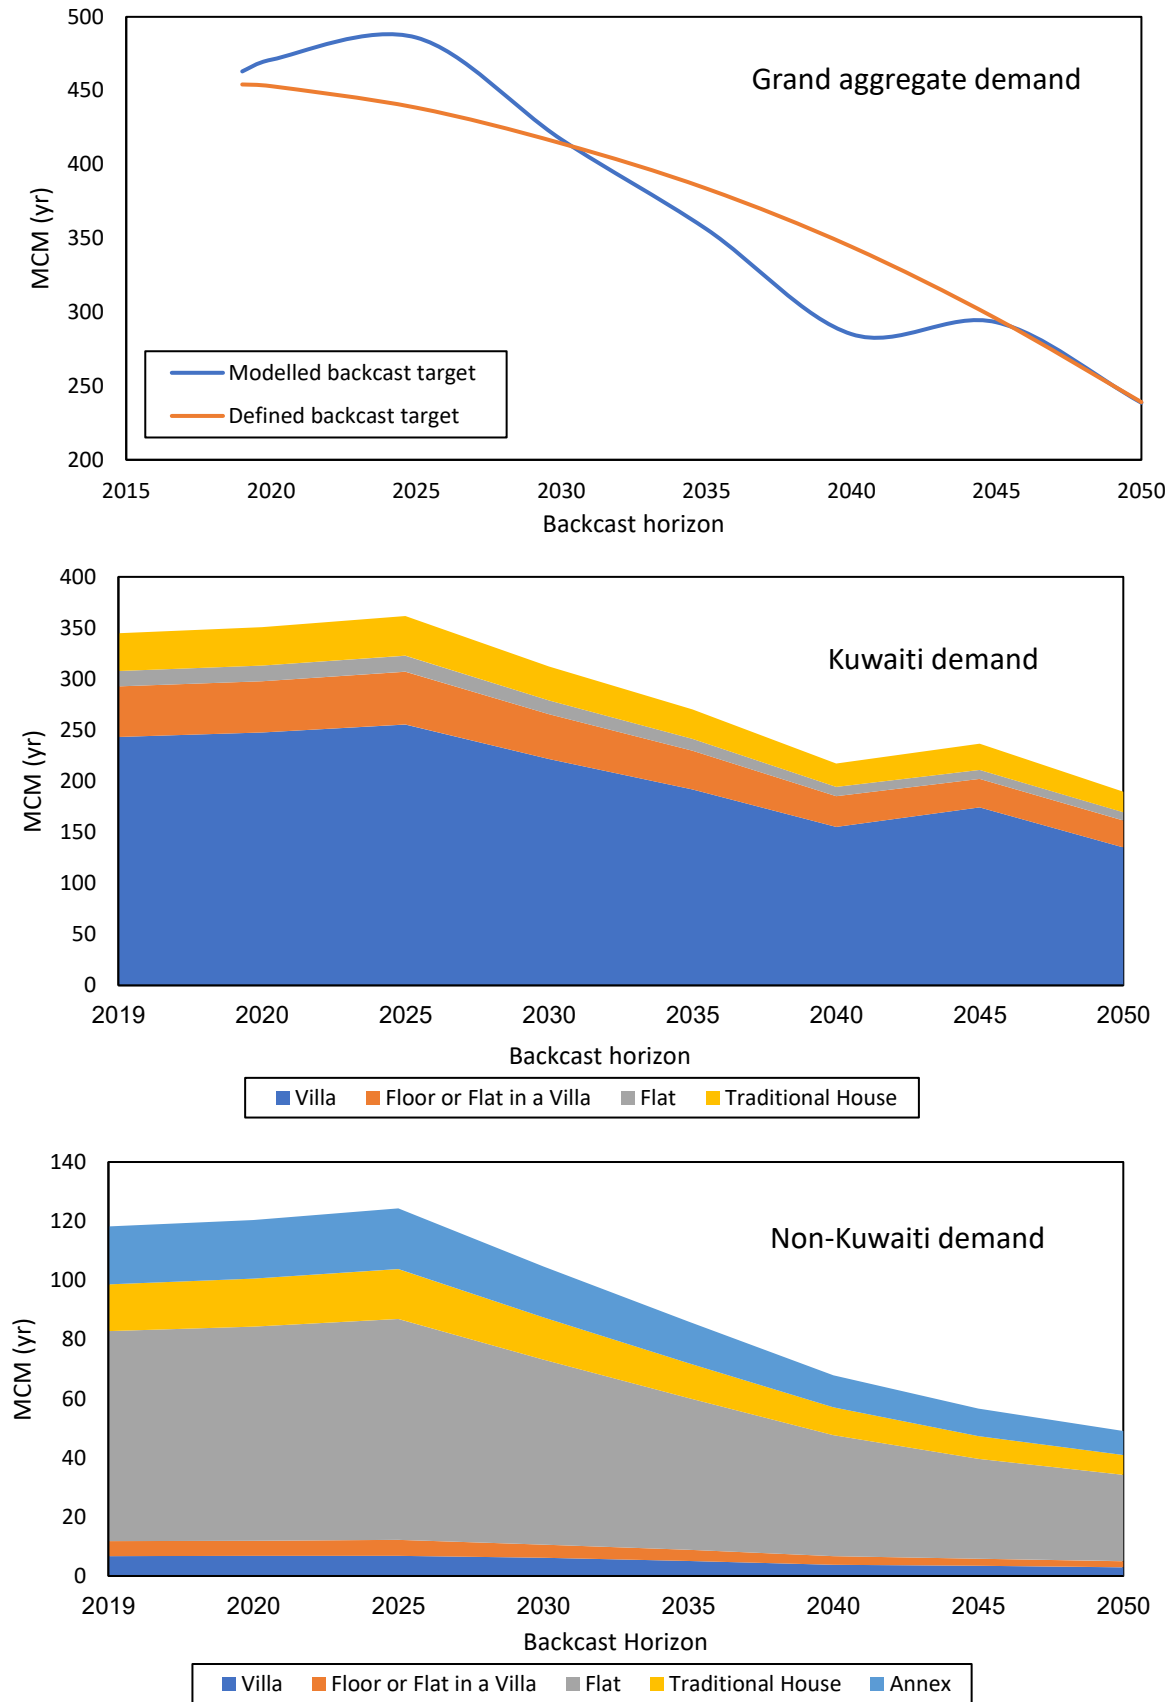 500
450
400
350
300
250
200
MCM (yr)
Grand aggregate demand
Modelled backcast target
Defined backcast target
2015 2020 2025 2030 2035 2040 2045 2050
Backcast horizon
400
350
300
250
200
150
100
50
0
MCM (yr)
Kuwaiti demand
2019 2020 2025 2030 2035 2040 2045 2050
Backcast horizon
Villa Floor or Flat in a Villa Flat Traditional House
140
120
100
80
60
40
20
0
MCM (yr)
Non-Kuwaiti demand
2019 2020 2025 2030 2035 2040 2045 2050
Backcast Horizon
Villa Floor or Flat in a Villa Flat Traditional House Annex